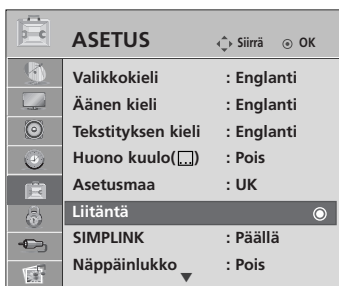 ASETUS Siirrä OK
Valikkokieli : Englanti
Äänen kieli : Englanti
Tekstityksen kieli : Englanti
Huono kuulo( ) : Pois
Asetusmaa : UK
Liitäntä
SIMPLINK : Päällä
Näppäinlukko : Pois